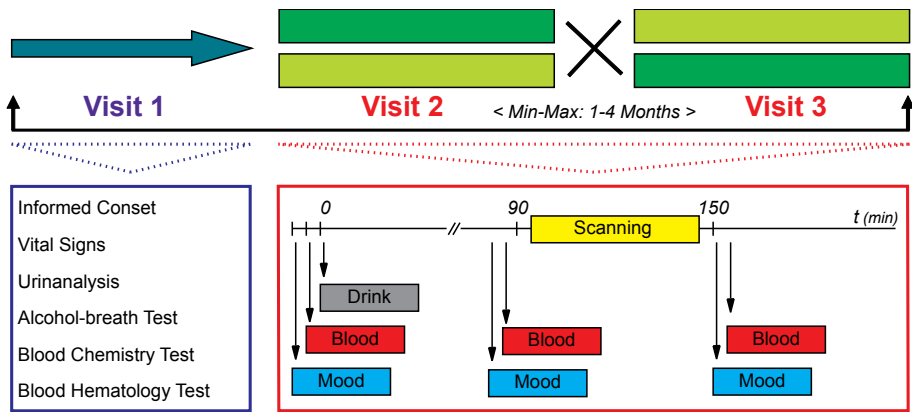 Visit 1
Visit 2
< Min-Max: 1-4 Months >
Visit 3
Informed Conset
Vital Signs
Urinanalysis
Alcohol-breath Test
Blood Chemistry Test
Blood Hematology Test
0
90
150
t (min)
//
Scanning
Drink
Blood
Blood
Blood
Mood
Mood
Mood